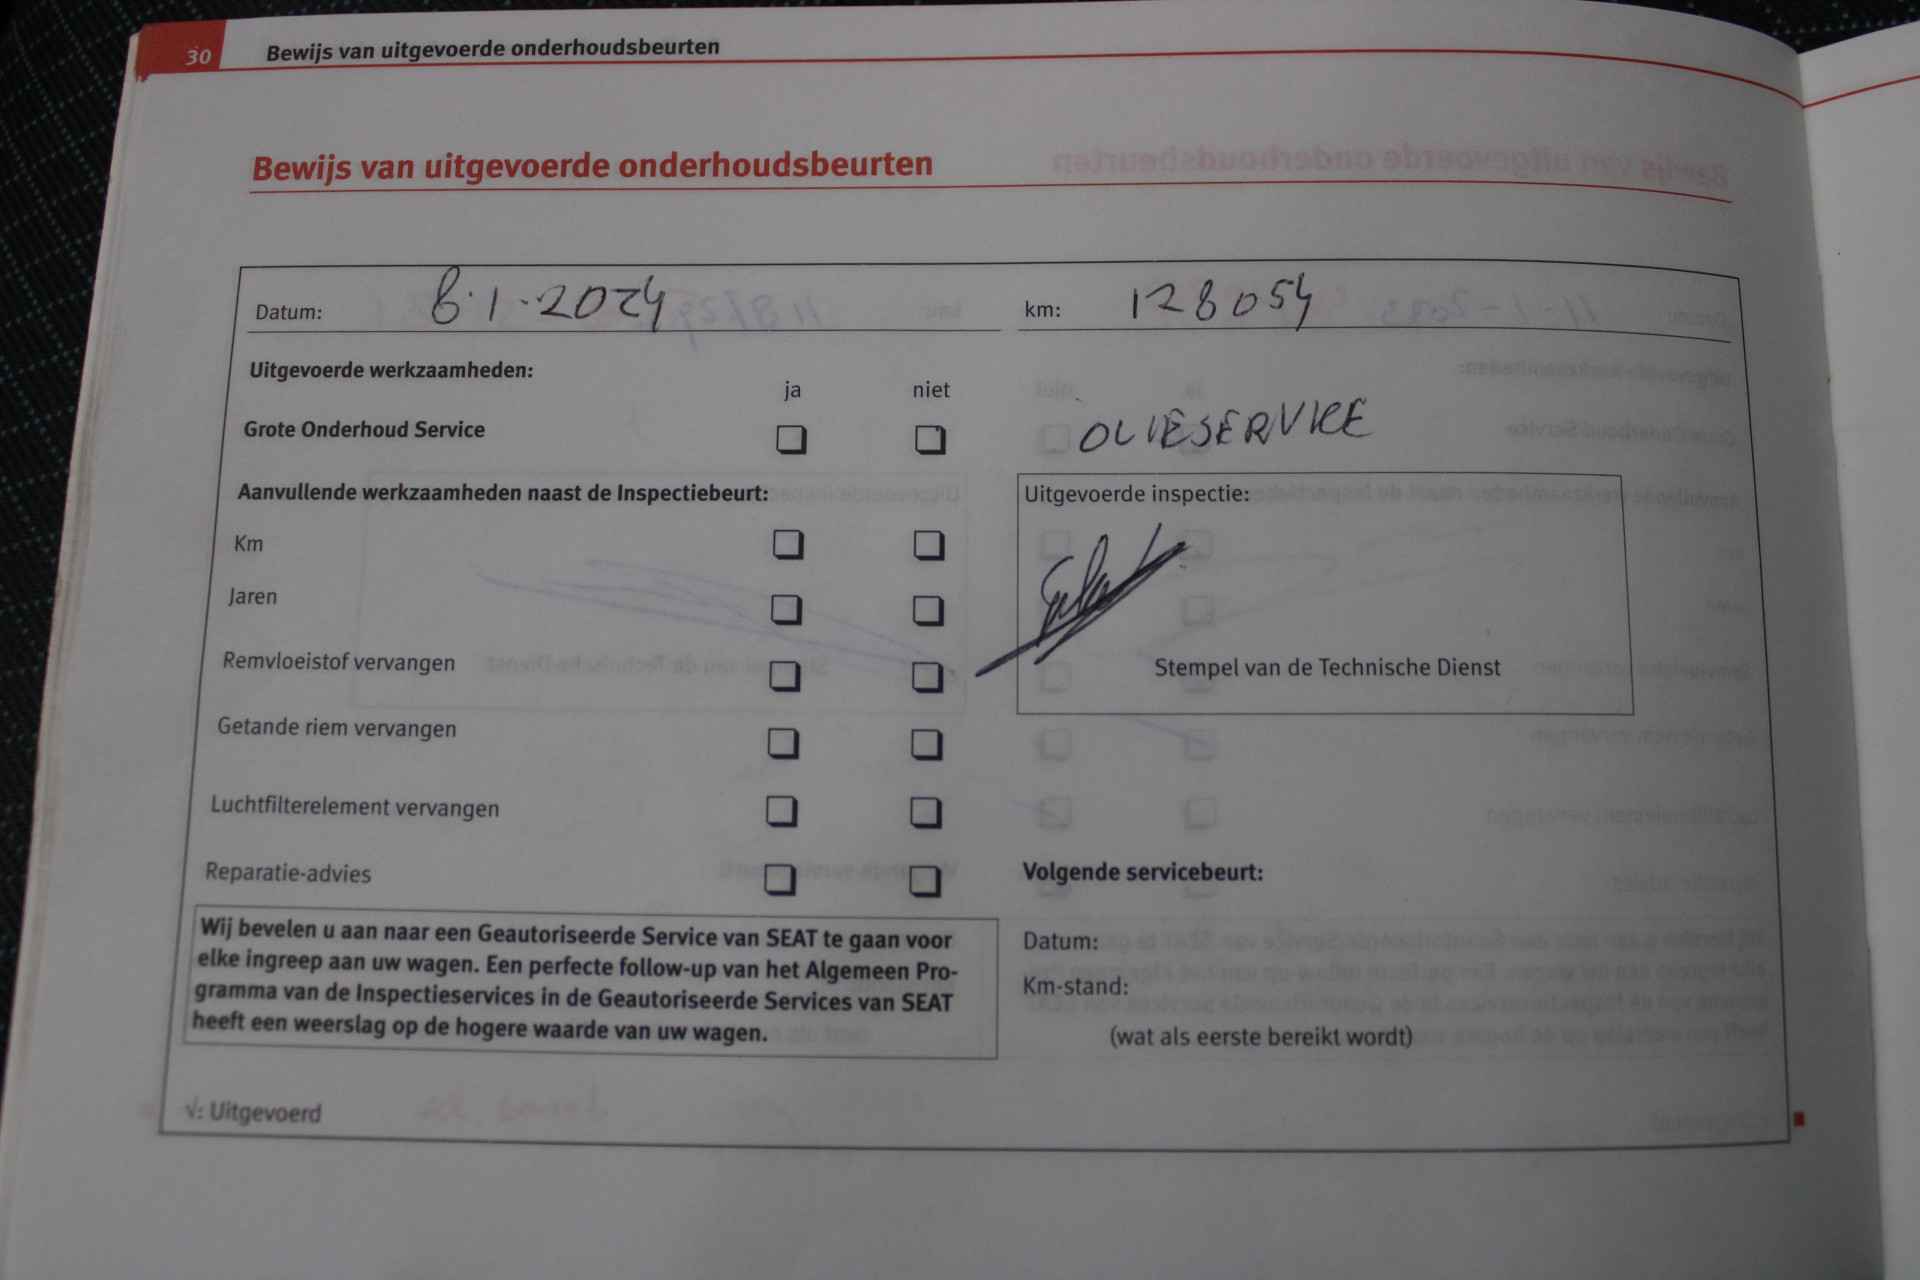 30 Bewijs van uitgevoerde onderhoudsbeurten
Bewijs van uitgevoerde onderhoudsbeurten
Datum: 8.1.2024 km: 128054
Uitgevoerde werkzaamheden:
ja niet
Grote Onderhoud Service OLIESERVICE
Aanvullende werkzaamheden naast de Inspectiebeurt: Uitgevoerde inspectie:
Km
Jaren
Remvloeistof vervangen Stempel van de Technische Dienst
Getande riem vervangen
Luchtfilterelement vervangen
Reparatie-advies Volgende servicebeurt:
Wij bevelen u aan naar een Geautoriseerde Service van SEAT te gaan voor
elke ingreep aan uw wagen. Een perfecte follow-up van het Algemeen Pro-
gramma van de Inspectieservices in de Geautoriseerde Services van SEAT
heeft een weerslag op de hogere waarde van uw wagen.
Datum:
Km-stand:
(wat als eerste bereikt wordt)
√: Uitgevoerd